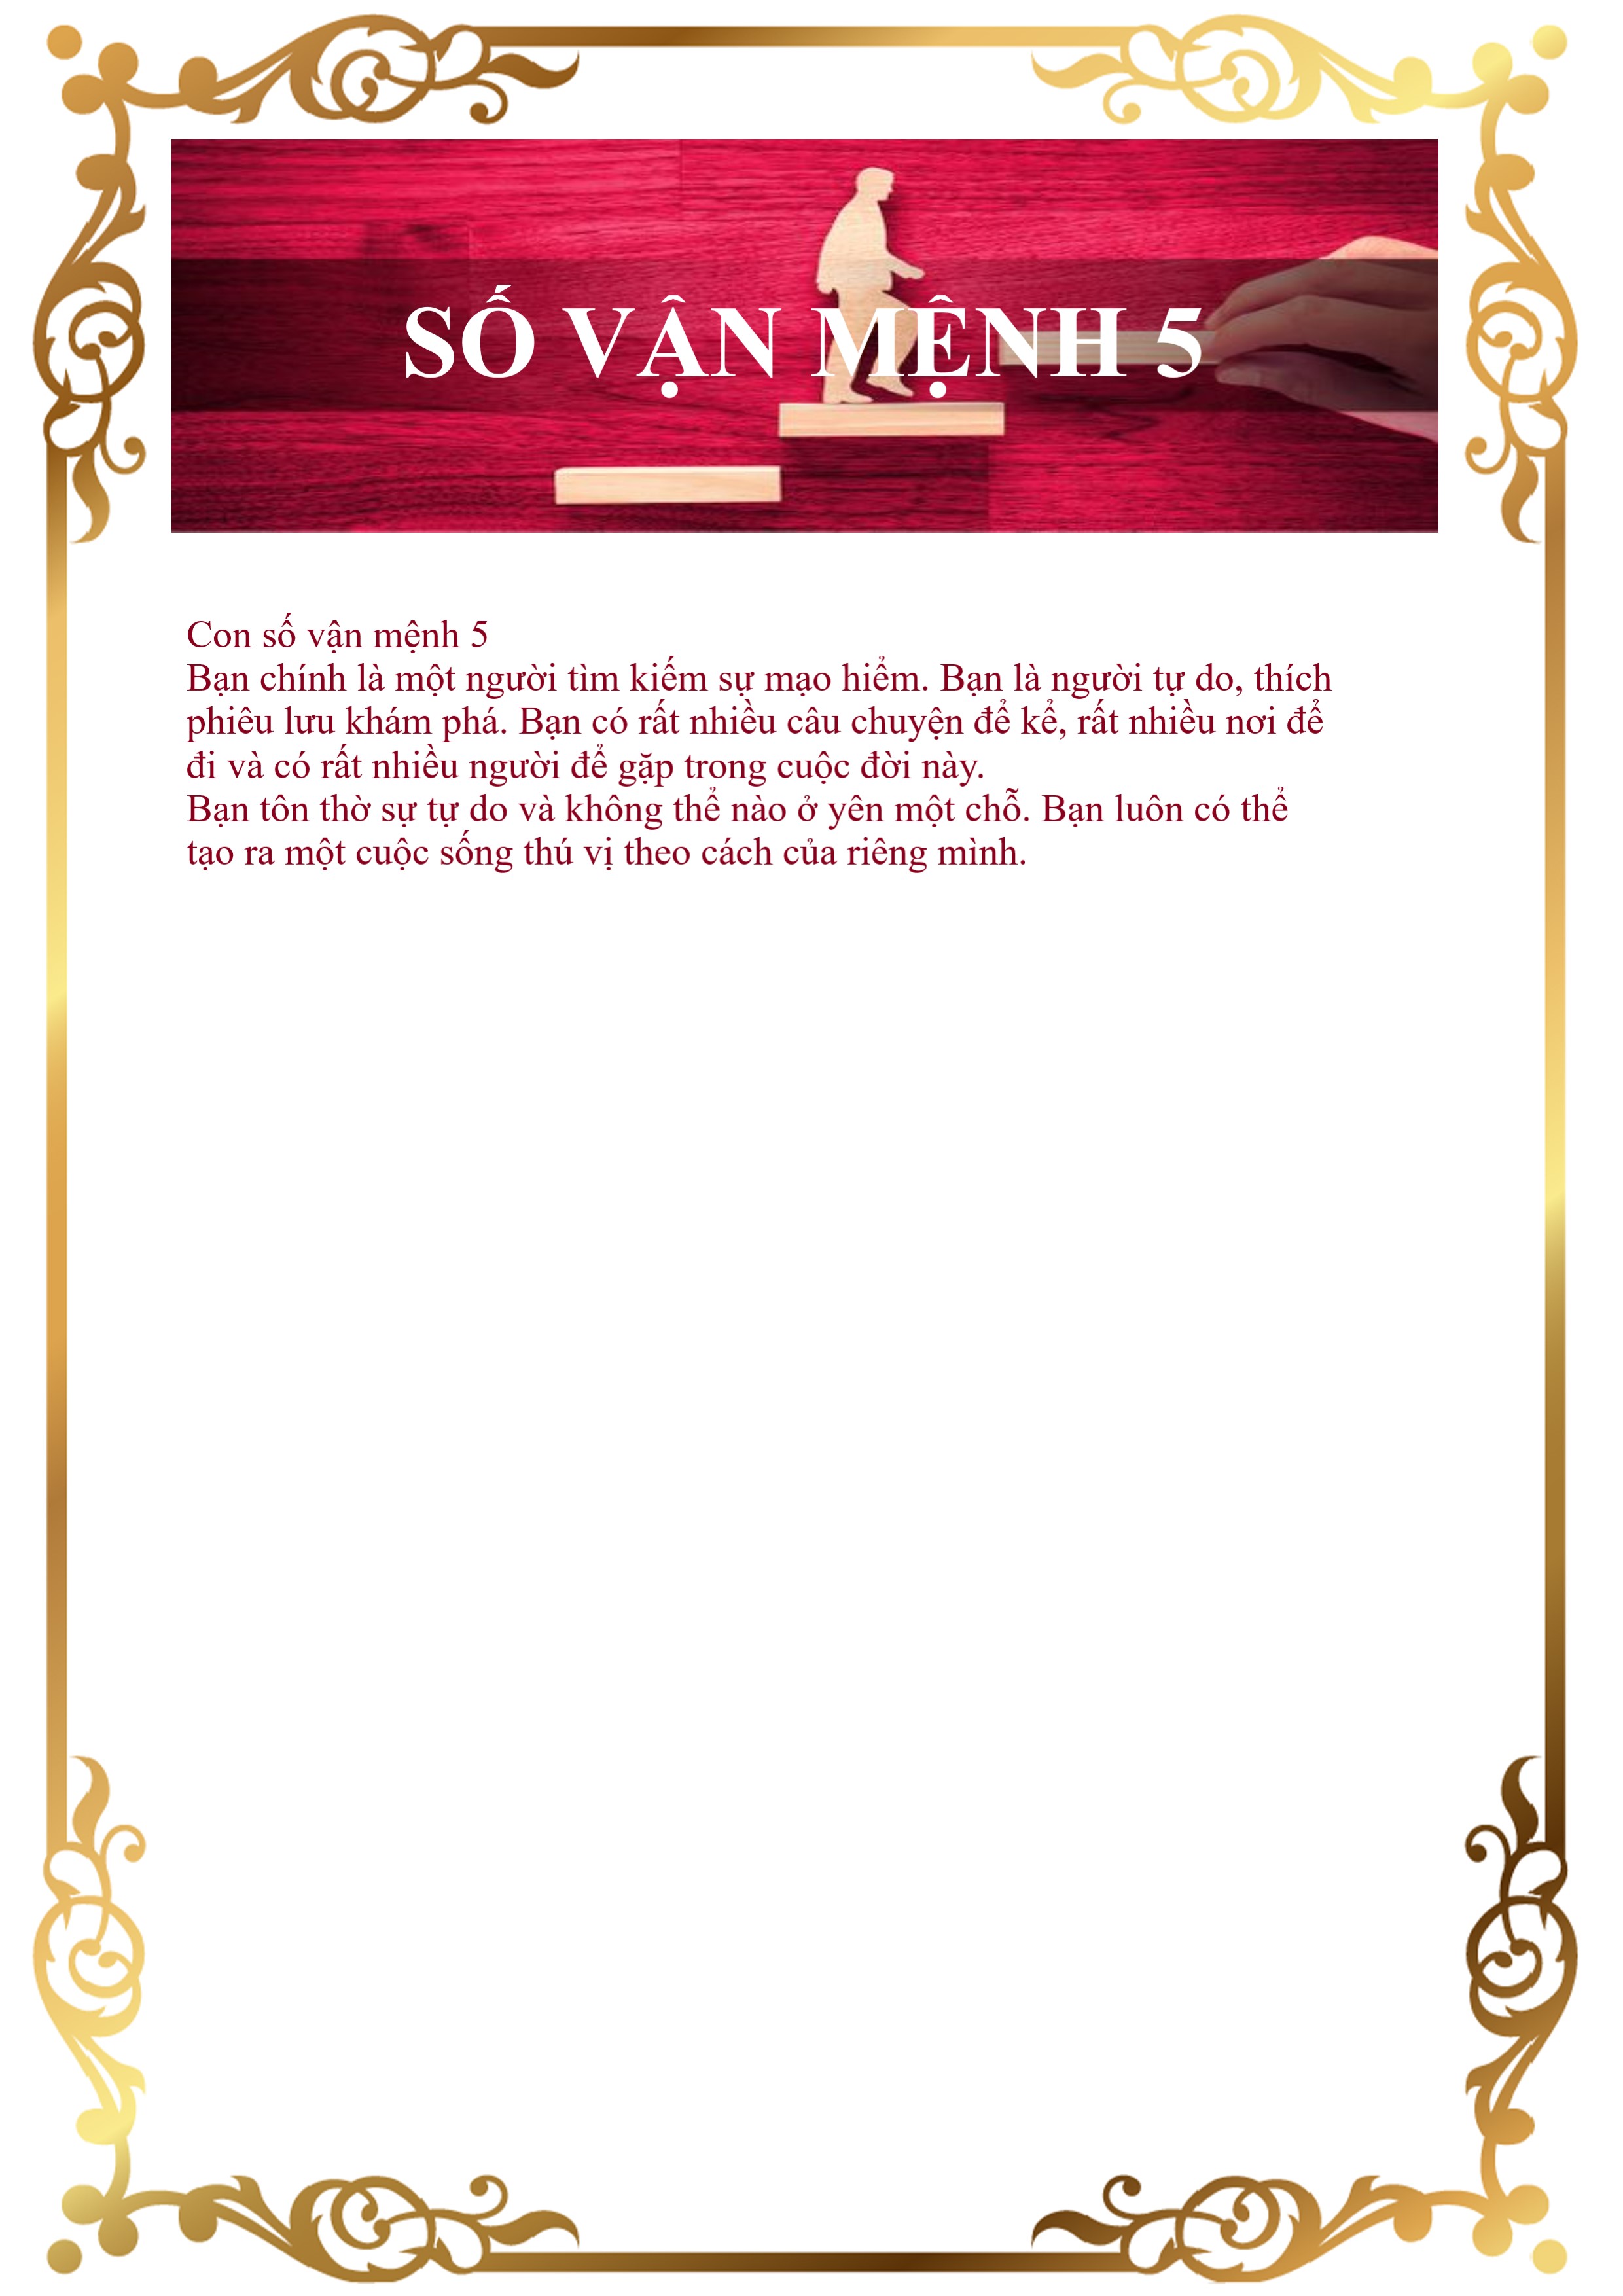 SỐ VẬN MỆNH 5
Con số vận mệnh 5
Bạn chính là một người tìm kiếm sự mạo hiểm. Bạn là người tự do, thích
phiêu lưu khám phá. Bạn có rất nhiều câu chuyện để kể, rất nhiều nơi để
đi và có rất nhiều người để gặp trong cuộc đời này.
Bạn tôn thờ sự tự do và không thể nào ở yên một chỗ. Bạn luôn có thể
tạo ra một cuộc sống thú vị theo cách của riêng mình.